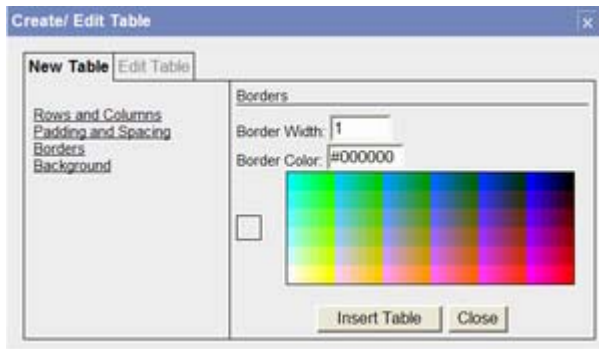 Create/ Edit Table
x
New Table Edit Table
Rows and Columns
Padding and Spacing
Borders
Background
Borders
Border Width: 1
Border Color: #000000
Insert Table Close